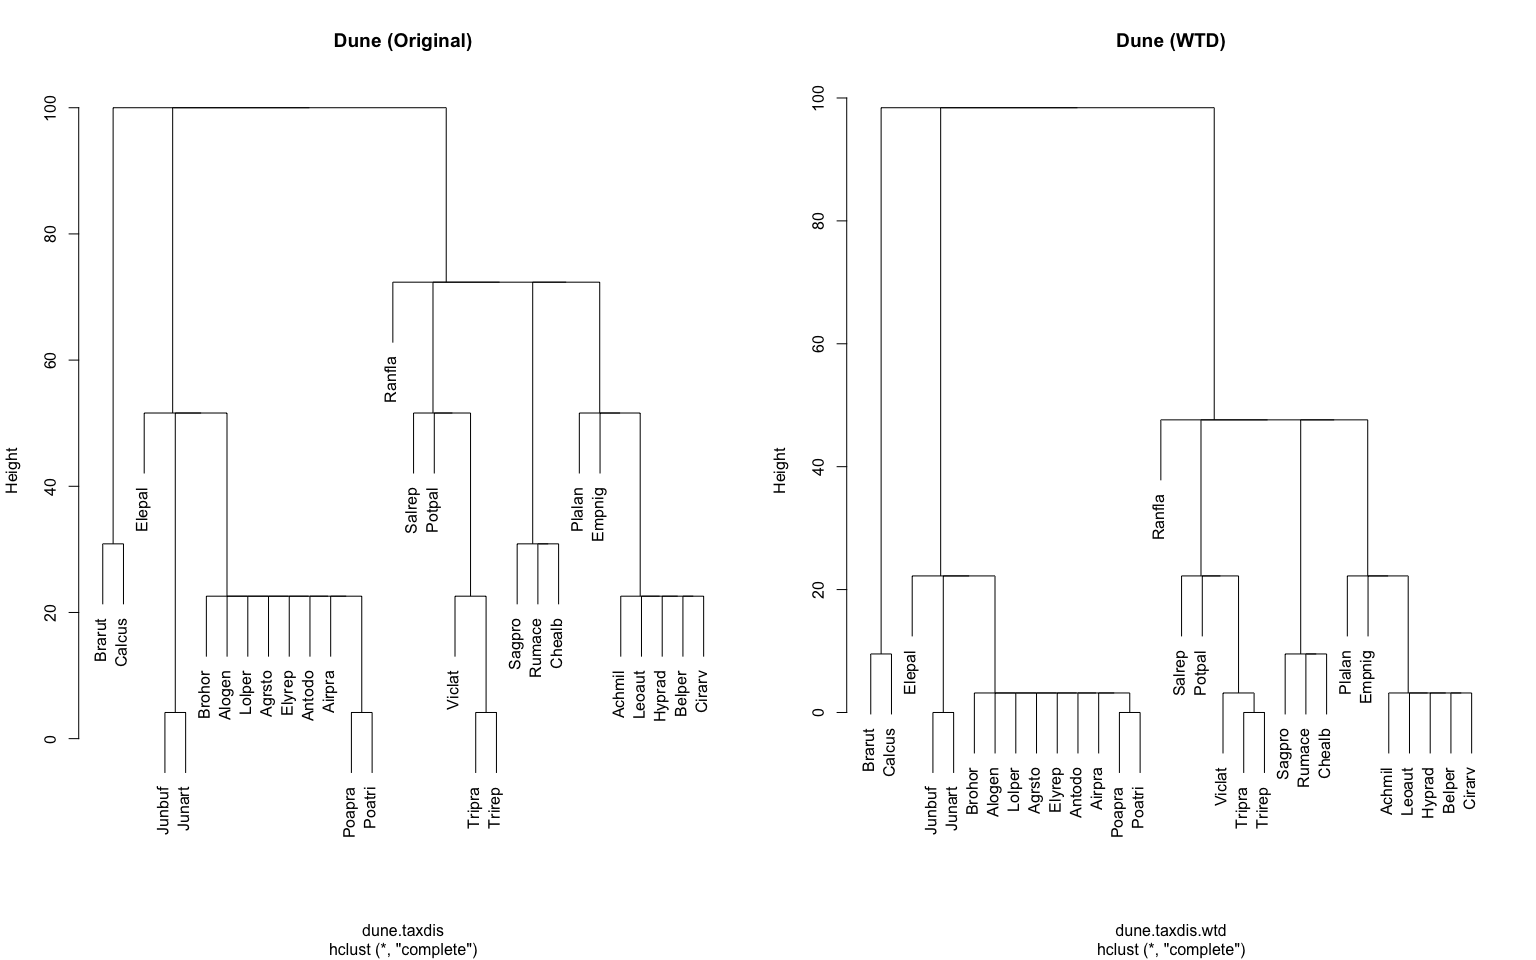 Dune (Original)
Height
100
80
60
40
20
0
Brarut
Calcus
Elepal
Junbuf
Junart
Brohor
Alogen
Lolper
Agrsto
Elyrep
Antodo
Airpra
Poapra
Poatri
Ranfla
Salrep
Potpal
Viclat
Tripra
Trirep
Sagpro
Rumace
Chealb
Plalan
Empnig
Achmil
Leoaut
Hyprad
Belper
Cirarv
dune.taxdis
hclust (*, "complete")
Dune (WTD)
Height
100
80
60
40
20
0
Brarut
Calcus
Elepal
Junbuf
Junart
Brohor
Alogen
Lolper
Agrsto
Elyrep
Antodo
Airpra
Poapra
Poatri
Ranfla
Salrep
Potpal
Viclat
Tripra
Trirep
Sagpro
Rumace
Chealb
Plalan
Empnig
Achmil
Leoaut
Hyprad
Belper
Cirarv
dune.taxdis.wtd
hclust (*, "complete")